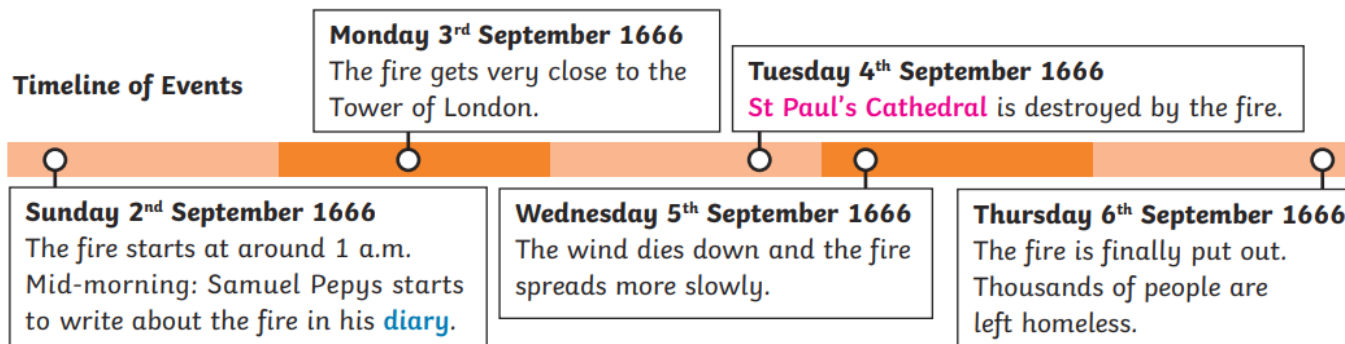 Timeline of Events
Sunday 2nd September 1666
The fire starts at around 1 a.m.
Mid-morning: Samuel Pepys starts
to write about the fire in his diary.
Monday 3rd September 1666
The fire gets very close to the
Tower of London.
Tuesday 4th September 1666
St Paul's Cathedral is destroyed by the fire.
Wednesday 5th September 1666
The wind dies down and the fire
spreads more slowly.
Thursday 6th September 1666
The fire is finally put out.
Thousands of people are
left homeless.